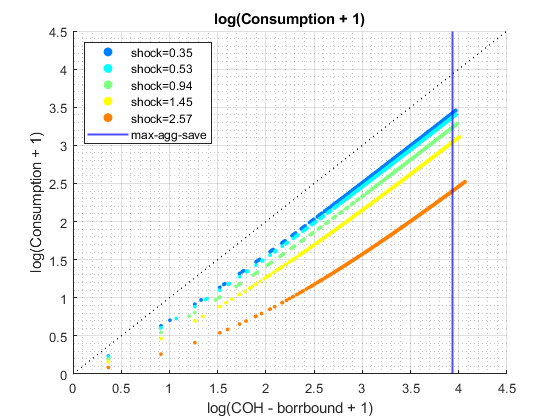 log(Consumption + 1)
4.5
4
3.5
3
2.5
2
1.5
1
0.5
0
log(Consumption + 1)
shock=0.35
shock=0.53
shock=0.94
shock=1.45
shock=2.57
max-agg-save
0 0.5 1 1.5 2 2.5 3 3.5 4 4.5
log(COH - borrbound + 1)